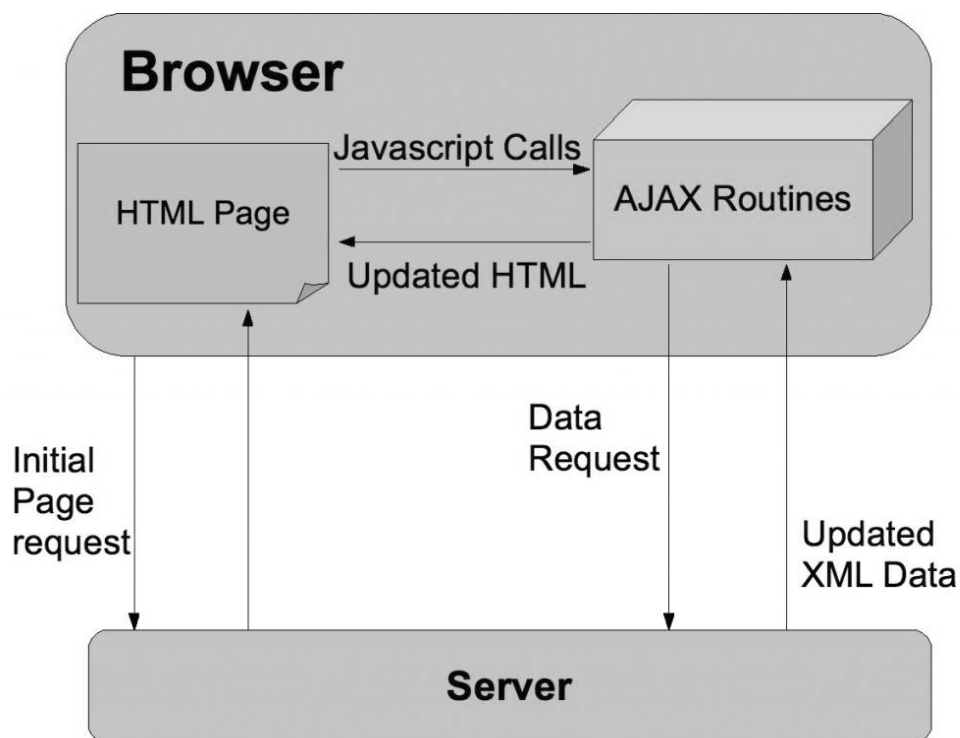 Browser
Javascript Calls
HTML Page
AJAX Routines
Updated HTML
Initial
Page
request
Data
Request
Updated
XML Data
Server